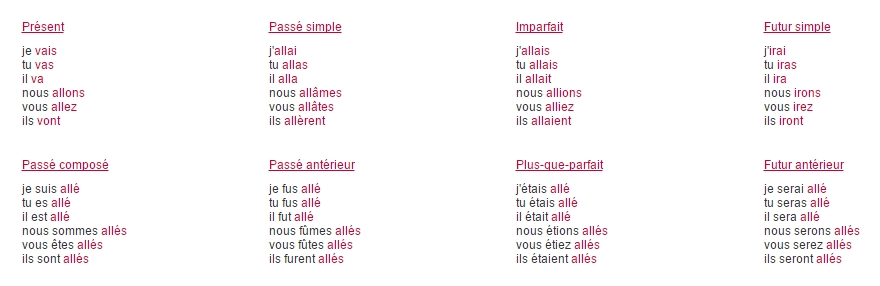 Présent
je vais
tu vas
il va
nous allons
vous allez
ils vont
Passé simple
j'allai
tu allas
il alla
nous allâmes
vous allâtes
ils allèrent
Imparfait
j'allais
tu allais
il allait
nous allions
vous alliez
ils allaient
Futur simple
j'irai
tu iras
il ira
nous irons
vous irez
ils iront
Passé composé
je suis allé
tu es allé
il est allé
nous sommes allés
vous êtes allés
ils sont allés
Passé antérieur
je fus allé
tu fus allé
il fut allé
nous fûmes allés
vous fûtes allés
ils furent allés
Plus-que-parfait
j'étais allé
tu étais allé
il était allé
nous étions allés
vous étiez allés
ils étaient allés
Futur antérieur
je serai allé
tu seras allé
il sera allé
nous serons allés
vous serez allés
ils seront allés